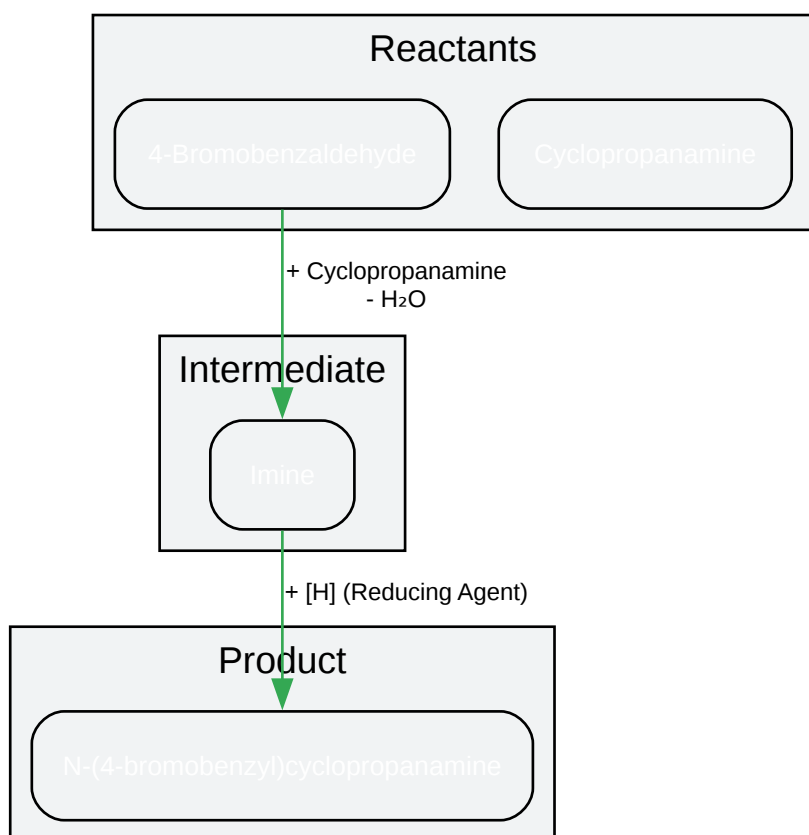 Reactants
4-Bromobenzaldehyde
Cyclopropanamine
+ Cyclopropanamine
- H₂O
Intermediate
Imine
+ [H] (Reducing Agent)
Product
N-(4-bromobenzyl)cyclopropanamine